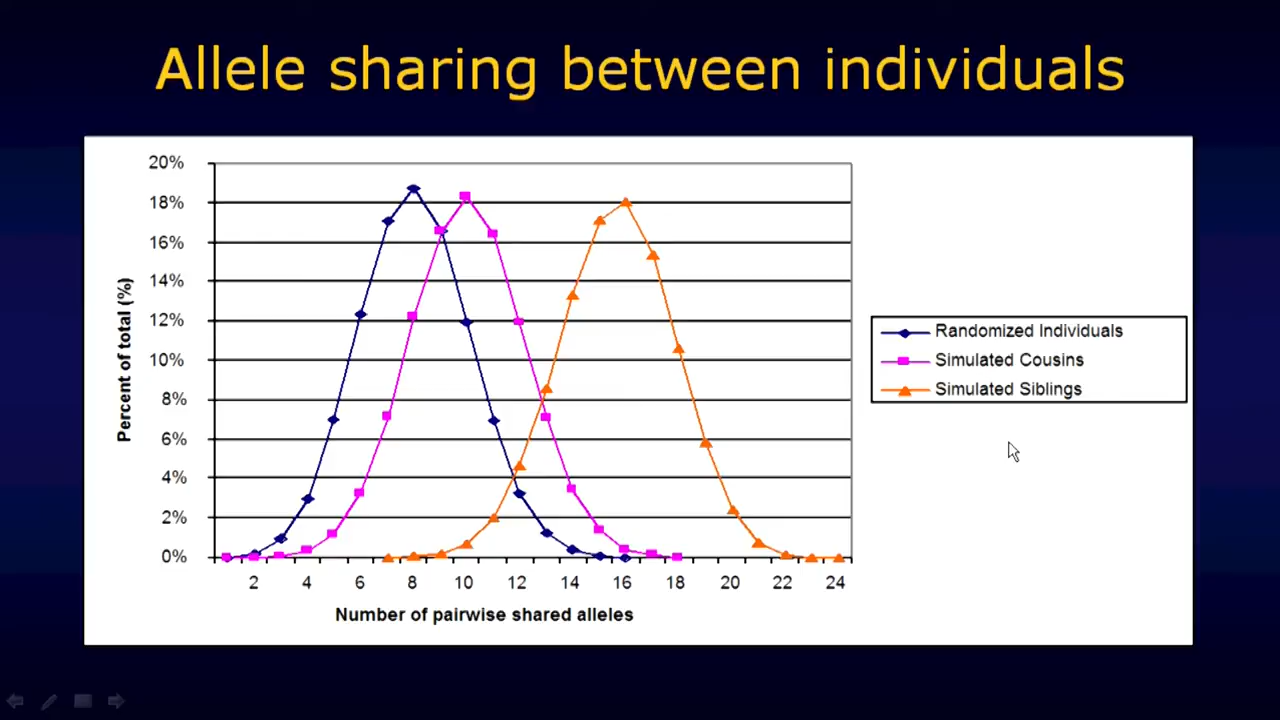 Allele sharing between individuals
20%
18%
16%
14%
12%
10%
8%
6%
4%
2%
0%
Percent of total (%)
2 4 6 8 10 12 14 16 18 20 22 24
Number of pairwise shared alleles
Randomized Individuals
Simulated Cousins
Simulated Siblings